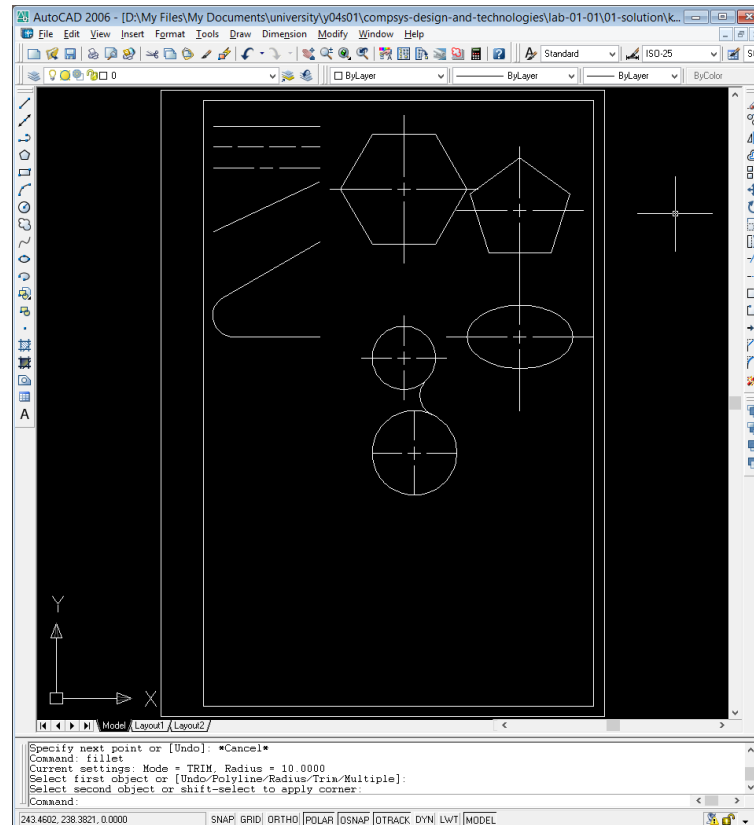 AutoCAD 2006 - [D:\My Files\My Documents\university\y04s01\compsys-design-and-technologies\lab-01-01\01-solution\k...
File Edit View Insert Format Tools Draw Dimension Modify Window Help
Standard ISO-25
0 ByLayer ByLayer ByLayer ByColor
A
Y
X
Model Layout1 Layout2
Specify next point or [Undo]: *Cancel*
Command: fillet
Current settings: Mode = TRIM, Radius = 10.0000
Select first object or [Undo/Polyline/Radius/Trim/Multiple]:
Select second object or shift-select to apply corner:
Command:
243.4602, 238.3821, 0.0000 SNAP GRID ORTHO POLAR OSNAP OTRACK DYN LWT MODEL